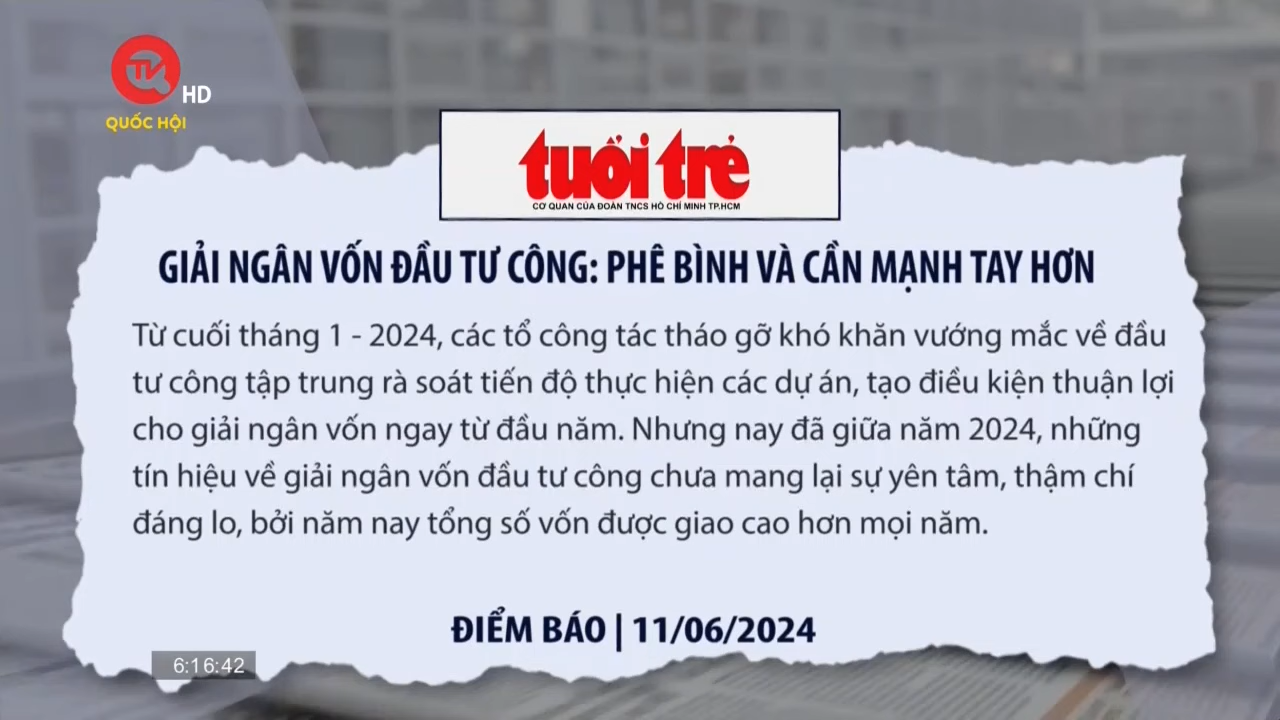 HD
QUỐC HỘI
tuổi trẻ
CƠ QUAN CỦA ĐOÀN TNCS HỒ CHÍ MINH TP.HCM
GIẢI NGÂN VỐN ĐẦU TƯ CÔNG: PHÊ BÌNH VÀ CẦN MẠNH TAY HƠN
Từ cuối tháng 1 - 2024, các tổ công tác tháo gỡ khó khăn vướng mắc về đầu
tư công tập trung rà soát tiến độ thực hiện các dự án, tạo điều kiện thuận lợi
cho giải ngân vốn ngay từ đầu năm. Nhưng nay đã giữa năm 2024, những
tín hiệu về giải ngân vốn đầu tư công chưa mang lại sự yên tâm, thậm chí
đáng lo, bởi năm nay tổng số vốn được giao cao hơn mọi năm.
ĐIỂM BÁO | 11/06/2024
6:16:42